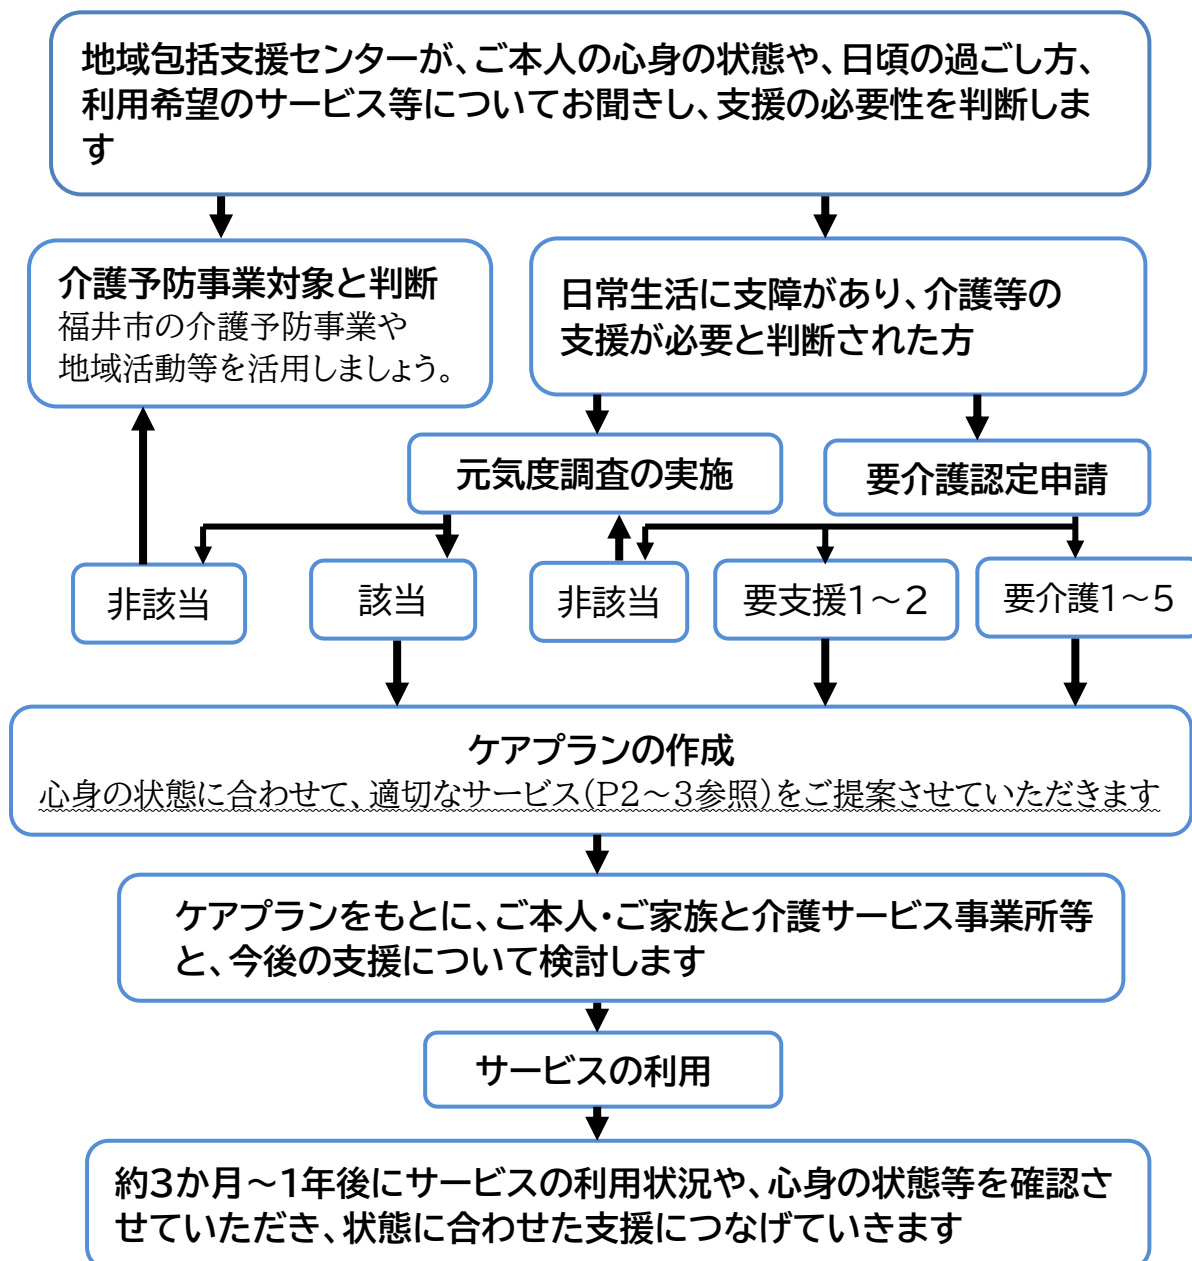 地域包括支援センターが、ご本人の心身の状態や、日頃の過ごし方、
利用希望のサービス等についてお聞きし、支援の必要性を判断しま
す
介護予防事業対象と判断
福井市の介護予防事業や
地域活動等を活用しましょう。
日常生活に支障があり、介護等の
支援が必要と判断された方
元気度調査の実施
要介護認定申請
非該当
該当
非該当
要支援1～2
要介護1～5
ケアプランの作成
心身の状態に合わせて、適切なサービス(P2～3参照)をご提案させていただきます
ケアプランをもとに、ご本人・ご家族と介護サービス事業所等
と、今後の支援について検討します
サービスの利用
約3か月～1年後にサービスの利用状況や、心身の状態等を確認さ
せていただき、状態に合わせた支援につなげていきます